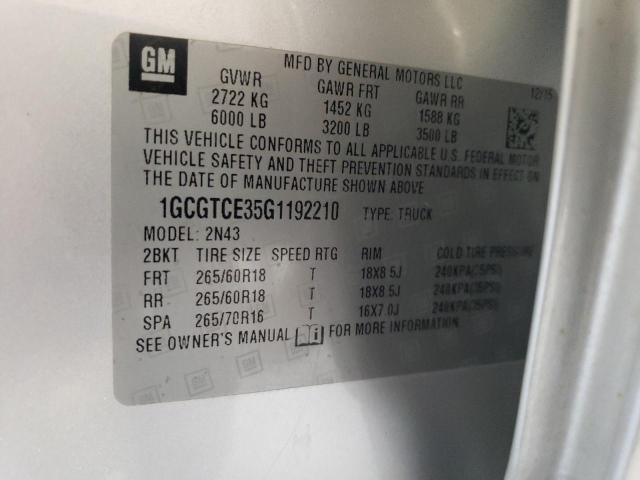 GM
MFD BY GENERAL MOTORS LLC
12/15
GVWR GAWR FRT GAWR RR
2722 KG 1452 KG 1588 KG
6000 LB 3200 LB 3500 LB
THIS VEHICLE CONFORMS TO ALL APPLICABLE U.S. FEDERAL MOTOR
VEHICLE SAFETY AND THEFT PREVENTION STANDARDS IN EFFECT ON
THE DATE OF MANUFACTURE SHOWN ABOVE
1GCGTCE35G1192210 TYPE: TRUCK
MODEL: 2N43
2BKT TIRE SIZE SPEED RTG RIM COLD TIRE PRESSURE
FRT 265/60R18 T 18X8.5J 240KPA(35PSI)
RR 265/60R18 T 18X8.5J 240KPA(35PSI)
SPA 265/70R16 T 16X7.0J 240KPA(35PSI)
SEE OWNER'S MANUAL FOR MORE INFORMATION